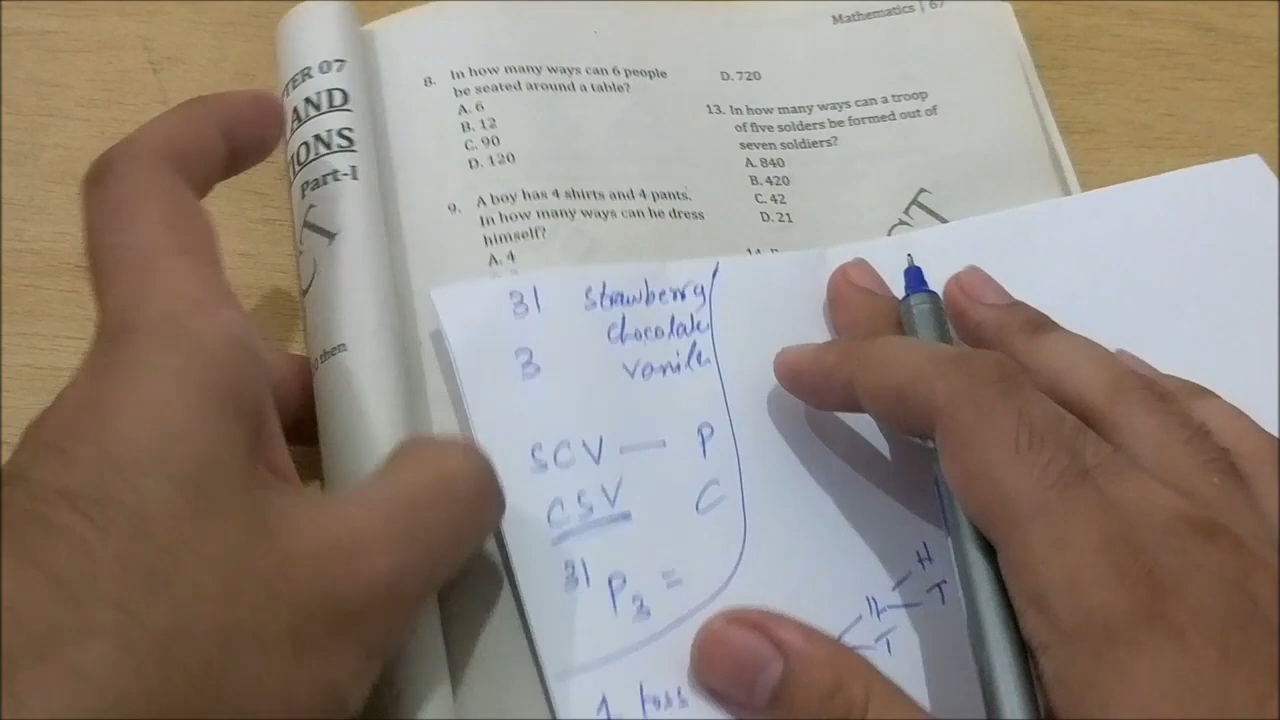 Mathematics | 67
TER 07
AND
IONS
Part-I
then
8. In how many ways can 6 people
be seated around a table?
A. 6
B. 12
C. 90
D. 120
9. A boy has 4 shirts and 4 pants.
In how many ways can he dress
himself?
A. 4
D. 720
13. In how many ways can a troop
of five solders be formed out of
seven soldiers?
A. 840
B. 420
C. 42
D. 21
31 strawberry
chocolate
3 vanila
SCV — P
CSV C
31 P 3 =
H
H T
T
1 toss